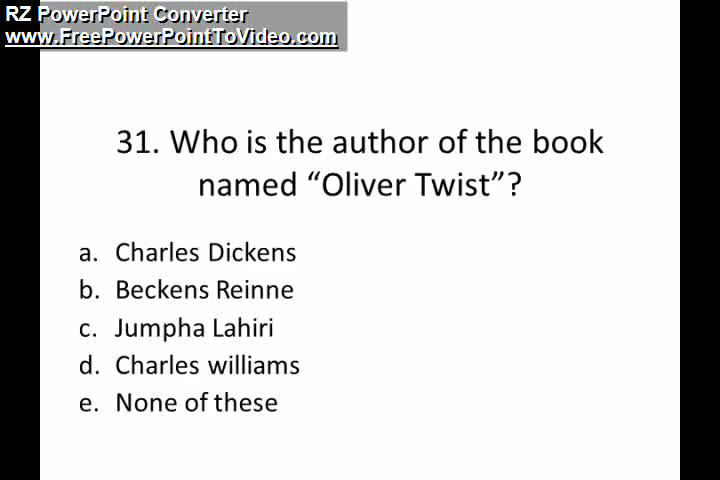 RZ PowerPoint Converter
www.FreePowerPointToVideo.com
31. Who is the author of the book
named “Oliver Twist”?
a. Charles Dickens
b. Beckens Reinne
c. Jumpha Lahiri
d. Charles williams
e. None of these